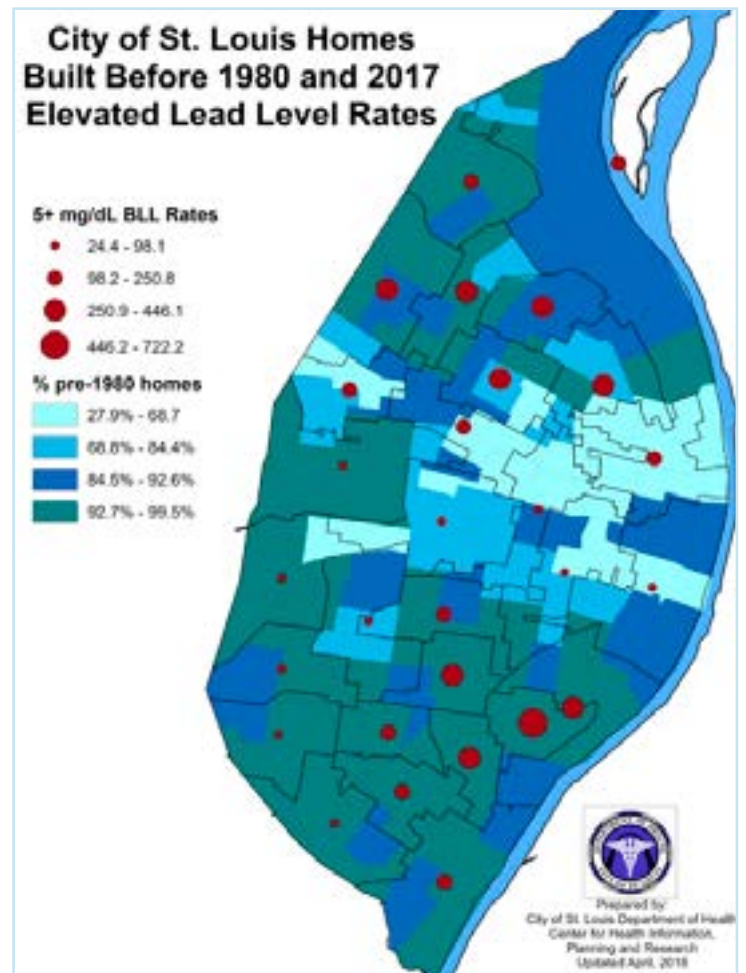 City of St. Louis Homes
Built Before 1980 and 2017
Elevated Lead Level Rates
5+ mg/dL BLL Rates
24.4 - 98.1
98.2 - 250.8
250.9 - 446.1
446.2 - 722.2
% pre-1980 homes
27.9% - 68.7
68.8% - 84.4%
84.5% - 92.6%
92.7% - 99.5%
Prepared by:
City of St. Louis Department of Health
Center for Health Information,
Planning and Research
Updated April, 2018